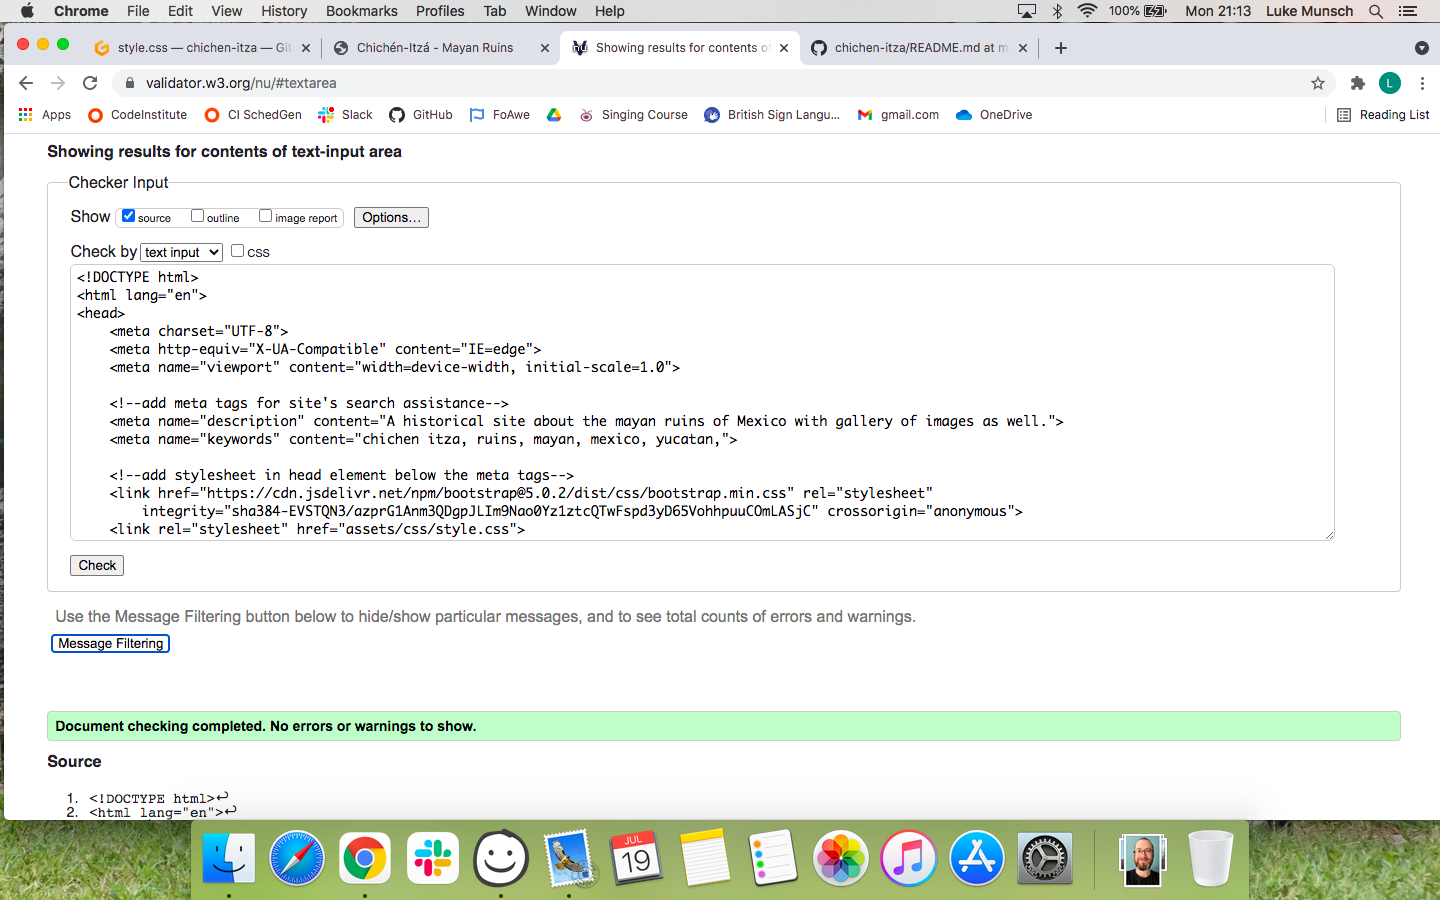 Chrome File Edit View History Bookmarks Profiles Tab Window Help 100% Mon 21:13 Luke Munsch
style.css — chichen-itza — Git Chichén-Itzá - Mayan Ruins Showing results for contents of chichen-itza/README.md at m
validator.w3.org/nu/#textarea L
Apps CodeInstitute CI SchedGen Slack GitHub FoAwe Singing Course British Sign Langu... gmail.com OneDrive Reading List
Showing results for contents of text-input area
Checker Input
Show source outline image report Options...
Check by text input CSS
<!DOCTYPE html>
<html lang="en">
<head>
<meta charset="UTF-8">
<meta http-equiv="X-UA-Compatible" content="IE=edge">
<meta name="viewport" content="width=device-width, initial-scale=1.0">
<!--add meta tags for site's search assistance-->
<meta name="description" content="A historical site about the mayan ruins of Mexico with gallery of images as well.">
<meta name="keywords" content="chichen itza, ruins, mayan, mexico, yucatan,">
<!--add stylesheet in head element below the meta tags-->
<link href="https://cdn.jsdelivr.net/npm/bootstrap@5.0.2/dist/css/bootstrap.min.css" rel="stylesheet"
integrity="sha384-EVSTQN3/azprG1Anm3QDgpJLIm9Nao0Yz1ztcQTwFspd3yD65VohhpuuCOmLASjC" crossorigin="anonymous">
<link rel="stylesheet" href="assets/css/style.css">
Check
Use the Message Filtering button below to hide/show particular messages, and to see total counts of errors and warnings.
Message Filtering
Document checking completed. No errors or warnings to show.
Source
1. <!DOCTYPE html>↩
2. <html lang="en">↩
JUL
19